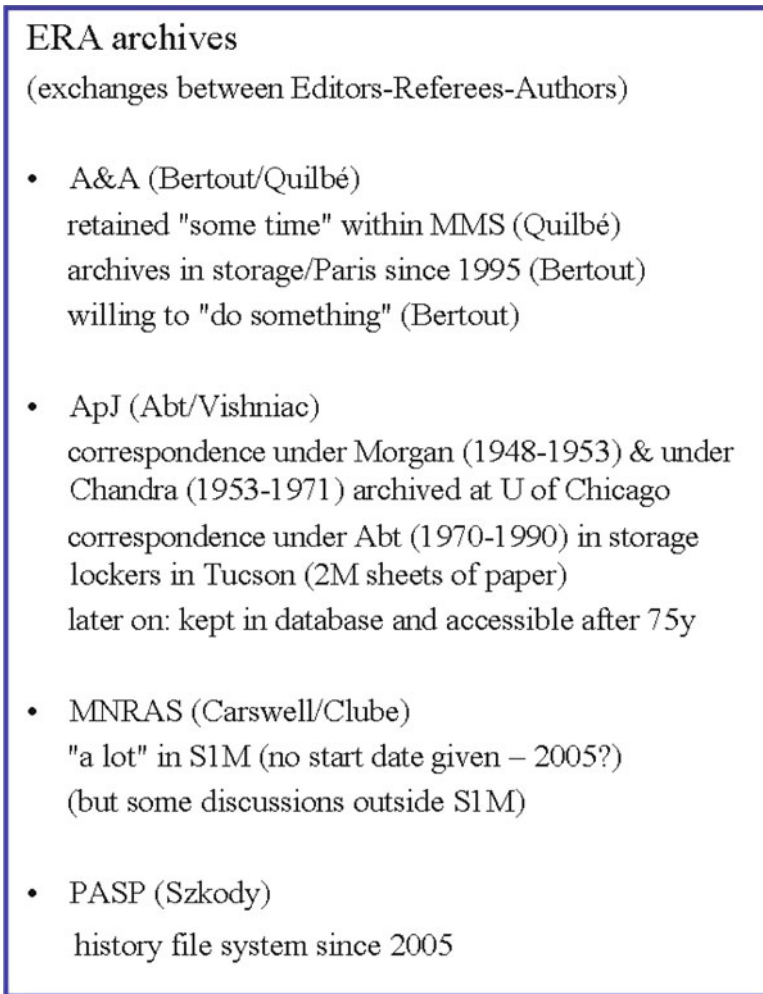 ERA archives
(exchanges between Editors-Referees-Authors)
• A&A (Bertout/Quilbé)
retained "some time" within MMS (Quilbé)
archives in storage/Paris since 1995 (Bertout)
willing to "do something" (Bertout)
• ApJ (Abt/Vishniac)
correspondence under Morgan (1948-1953) & under
Chandra (1953-1971) archived at U of Chicago
correspondence under Abt (1970-1990) in storage
lockers in Tucson (2M sheets of paper)
later on: kept in database and accessible after 75y
• MNRAS (Carswell/Clube)
"a lot" in S1M (no start date given – 2005?)
(but some discussions outside S1M)
• PASP (Szkody)
history file system since 2005